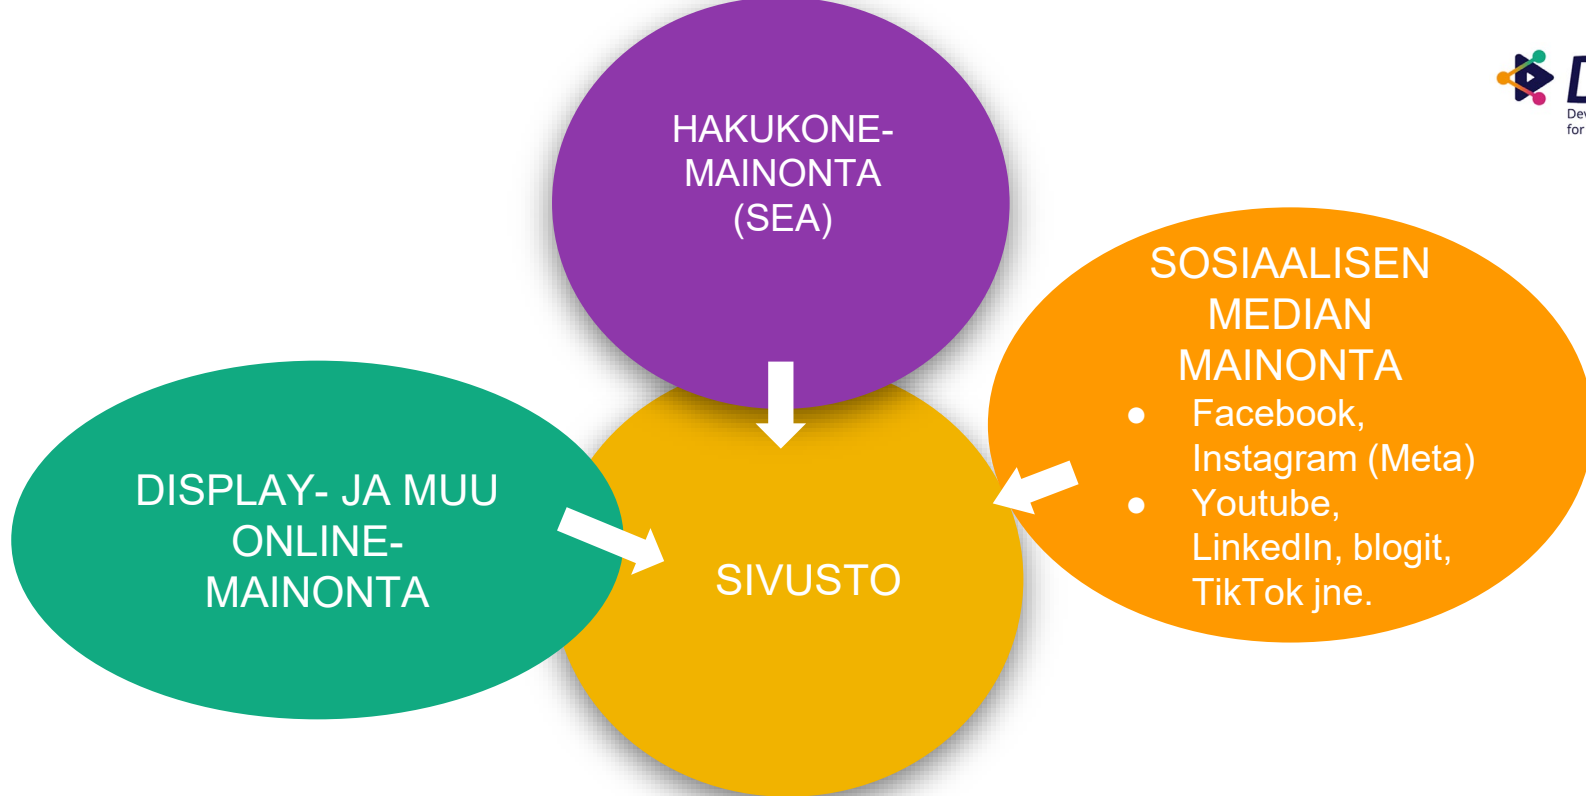 HAKUKONE-
MAINONTA
(SEA)
SOSIAALISEN
MEDIAN
MAINONTA
● Facebook,
Instagram (Meta)
● Youtube,
LinkedIn, blogit,
TikTok jne.
DISPLAY- JA MUU
ONLINE-
MAINONTA
SIVUSTO
for